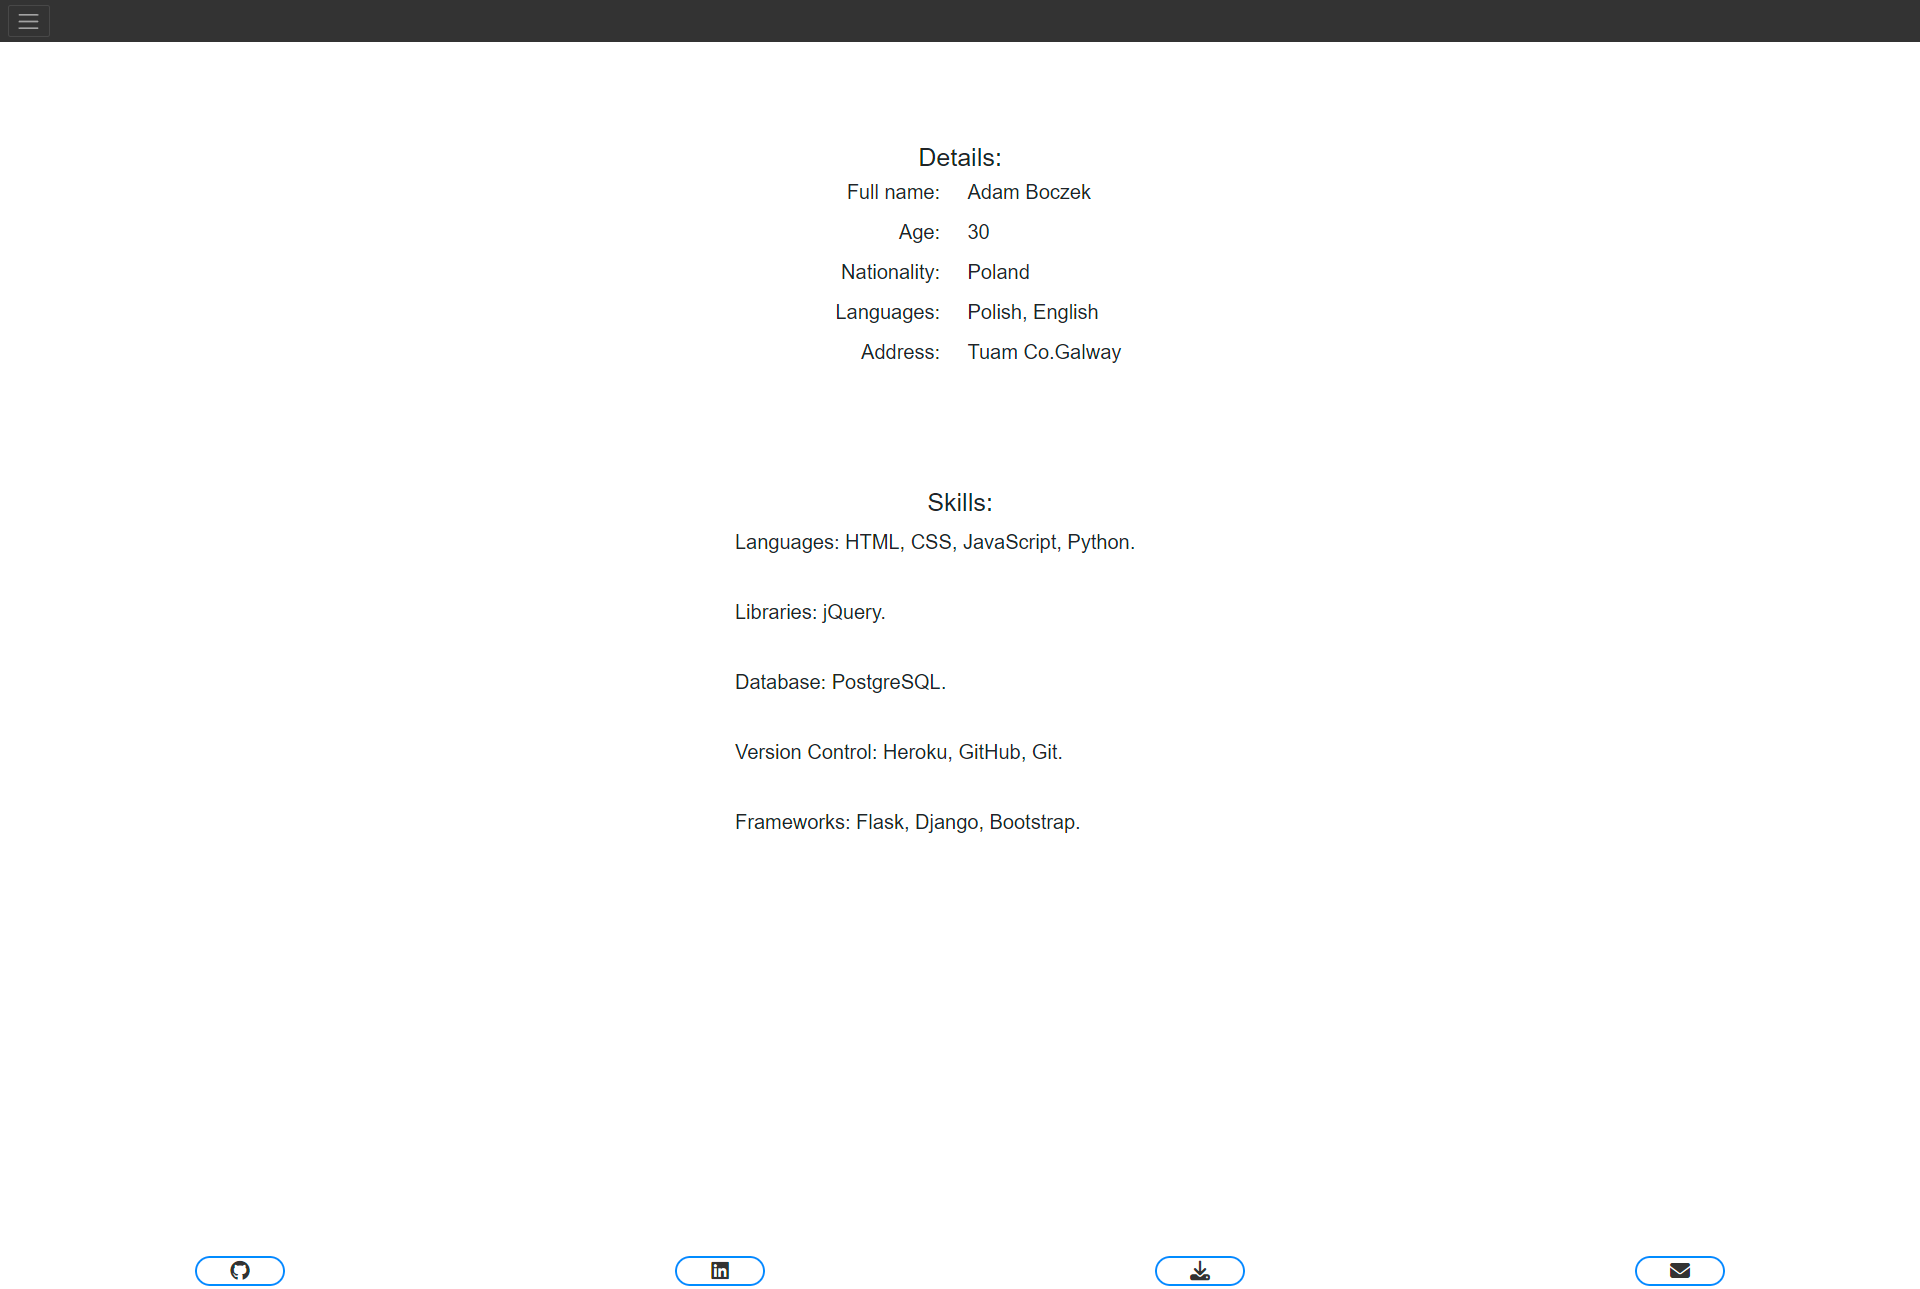 Details:
Full name: Adam Boczek
Age: 30
Nationality: Poland
Languages: Polish, English
Address: Tuam Co.Galway
Skills:
Languages: HTML, CSS, JavaScript, Python.
Libraries: jQuery.
Database: PostgreSQL.
Version Control: Heroku, GitHub, Git.
Frameworks: Flask, Django, Bootstrap.